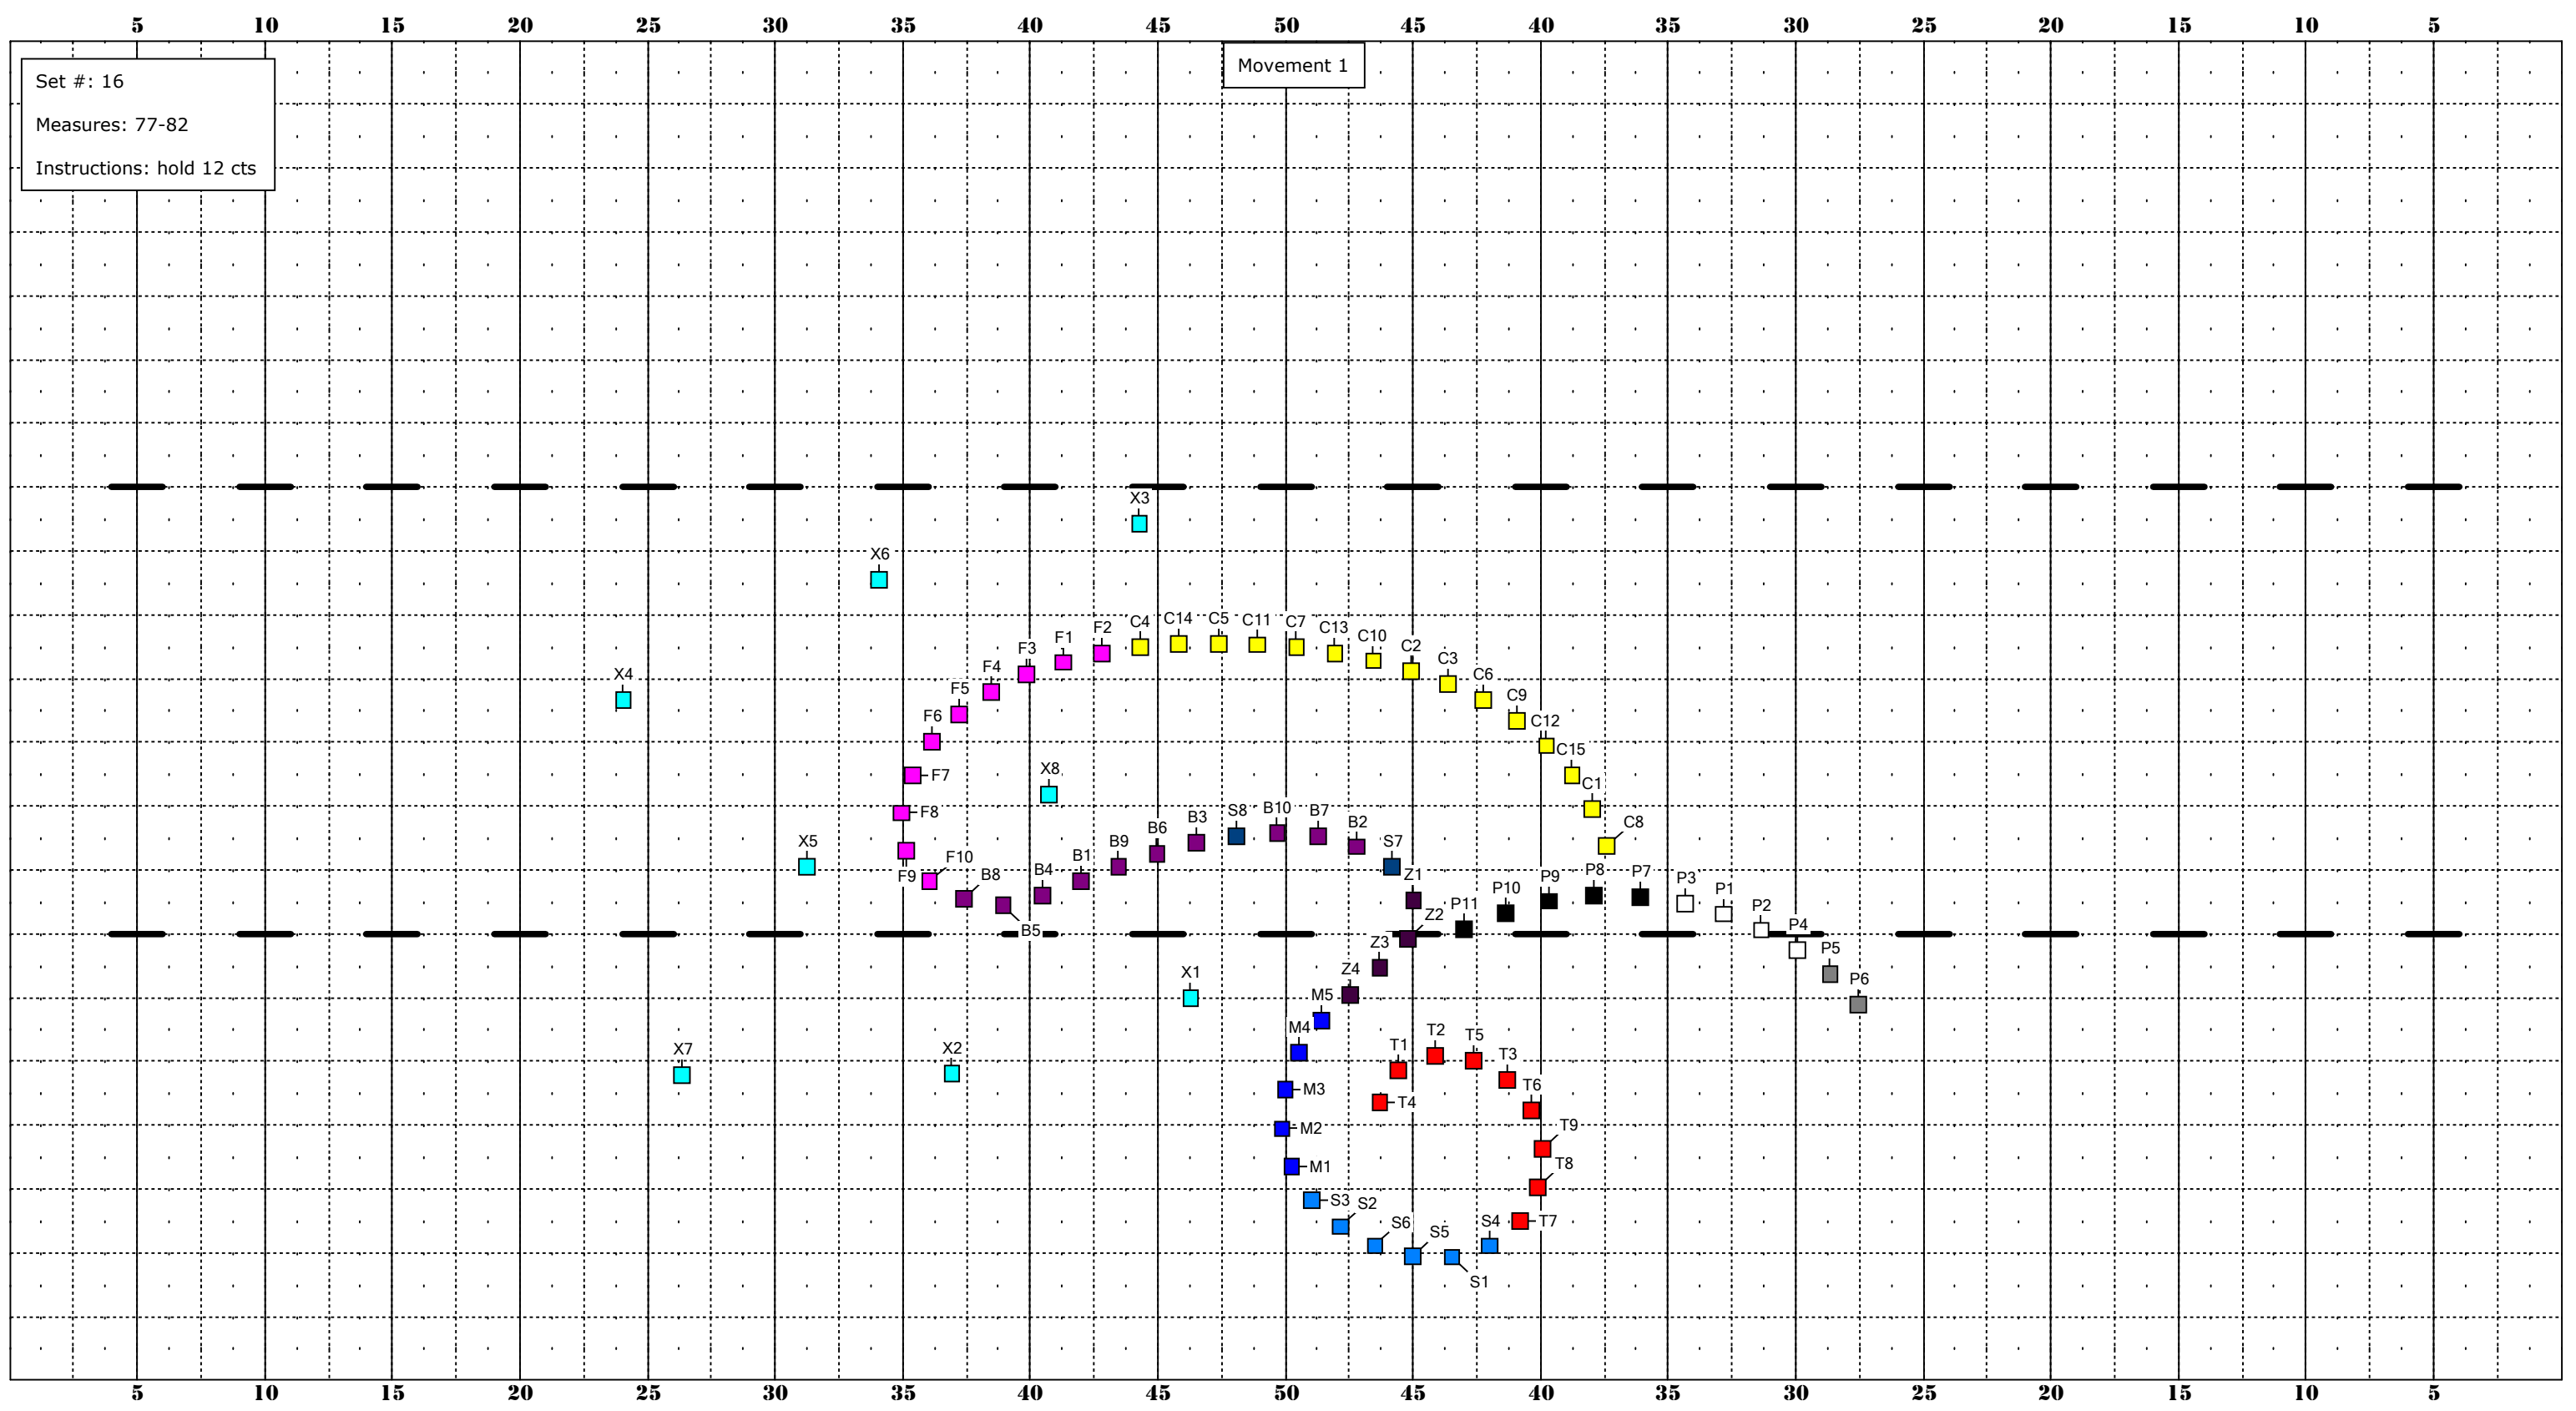 5 10 15 20 25 30 35 40 45 50 45 40 35 30 25 20 15 10 5
Movement 1
Set #: 16
Measures: 77-82
Instructions: hold 12 cts
X3
X6
C4 C14 C5 C11 C7 C13 C10
F3 F1 F2 C2 C3
X4 F5 F4 C6 C9
F6 C12
C15
F7 X8 C1
F8 S8 B10 B7 C8
X5 B6 B3 B2
F9 F10 B8 B4 B1 B9 S7 P9 P8 P7 P3
Z1 P11 P10 P1 P2
B5 Z2 P4
X1 Z3 Z4 P5 P6
M5
X7 X2 M4 T1 T2 T5 T3
M3 T4 T6
M2 T9
M1 T8
S3 S2 S6 S5 S4 T7
S1
5 10 15 20 25 30 35 40 45 50 45 40 35 30 25 20 15 10 5